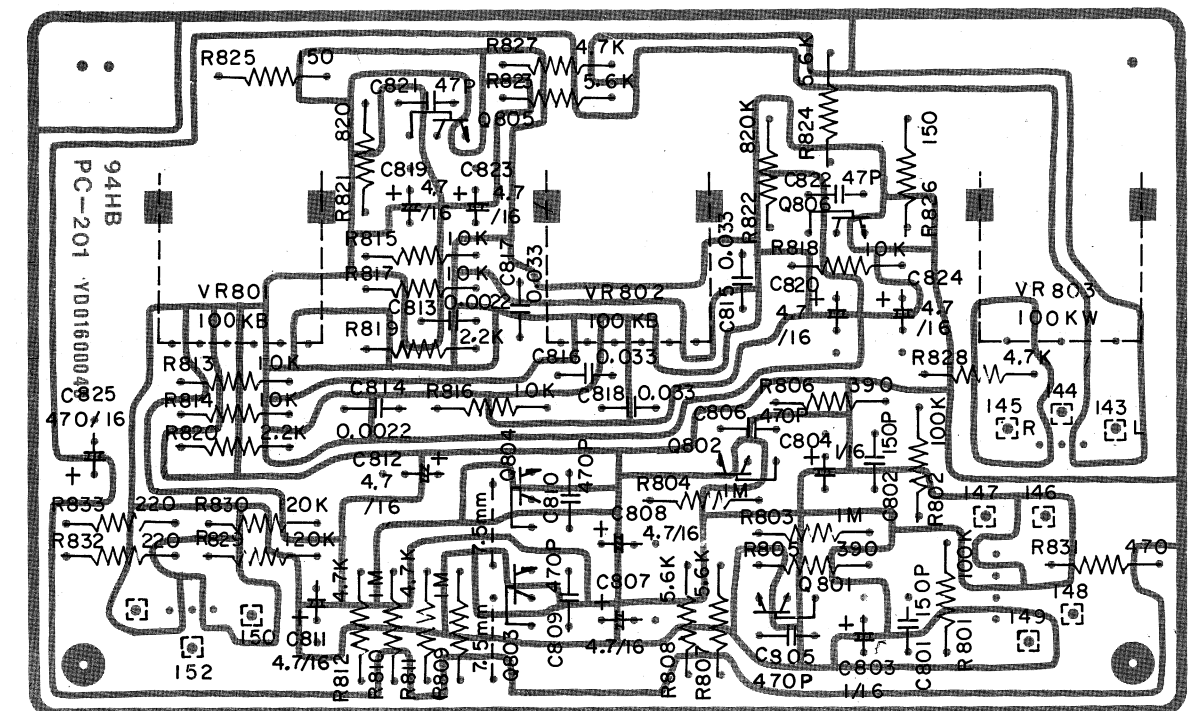 R825 150
R827 4.7K
C821 47P
R823 5.6K
5.6K
820
Q805
820K
R824
150
94HB
PC-201 YD0160004
R821
C819
C823
4.7
/16
4.7
/16
C822 47P
Q806
R822
R826
R815 10K
C817
0.033
0.033
R818 10K
R817 10K
C820
C824
VR80
100KB
C813 0.0022
VR802
100KB
C815
4.7
/16
4.7
/16
VR803
100KW
R819 2.2K
R813 10K
C816 0.033
R828 4.7K
C825
470/16
R814 10K
C814
0.0022
R816 10K
C818 0.033
R806 390
C806 470P
145 R
144
143 L
R820 2.2K
Q804
470P
Q802
C804
1/16
150P
100K
C812
4.7
/16
C810
R804 1M
C802
R802
147
146
R833 220
R830 20K
7.5mm
C808
4.7/16
R803 1M
R832 220
R829 120K
R805 390
R831 470
4.7K
1M
4.7K
1M
470P
C807
5.6K
5.6K
Q801
150P
100K
148
149
150
C811
4.7/16
7.5mm
Q803
C809
4.7/16
C805
470P
C803
1/16
C801
R801
152
R812
R810
R811
R809
R808
R807